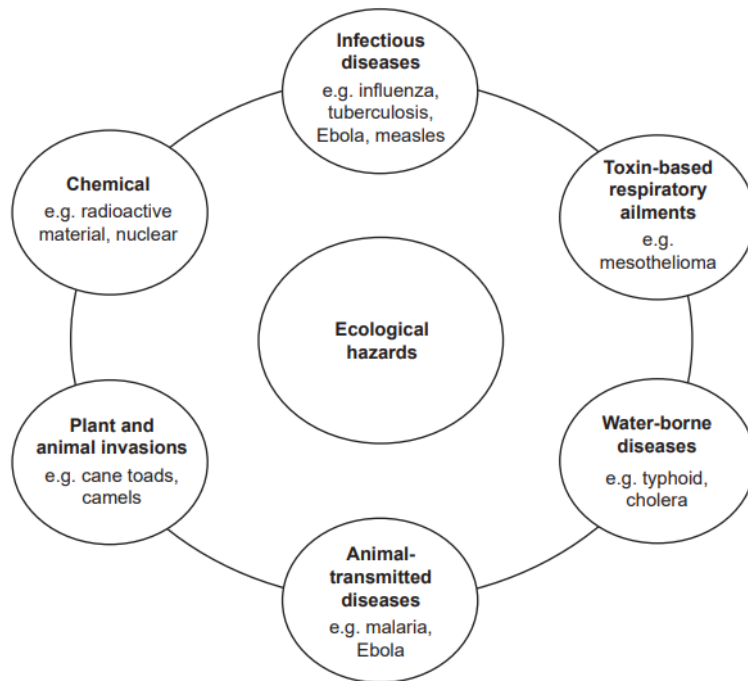 Infectious
diseases
e.g. influenza,
tuberculosis,
Ebola, measles
Toxin-based
respiratory
ailments
e.g.
mesothelioma
Water-borne
diseases
e.g. typhoid,
cholera
Animal-
transmitted
diseases
e.g. malaria,
Ebola
Plant and
animal invasions
e.g. cane toads,
camels
Chemical
e.g. radioactive
material, nuclear
Ecological
hazards